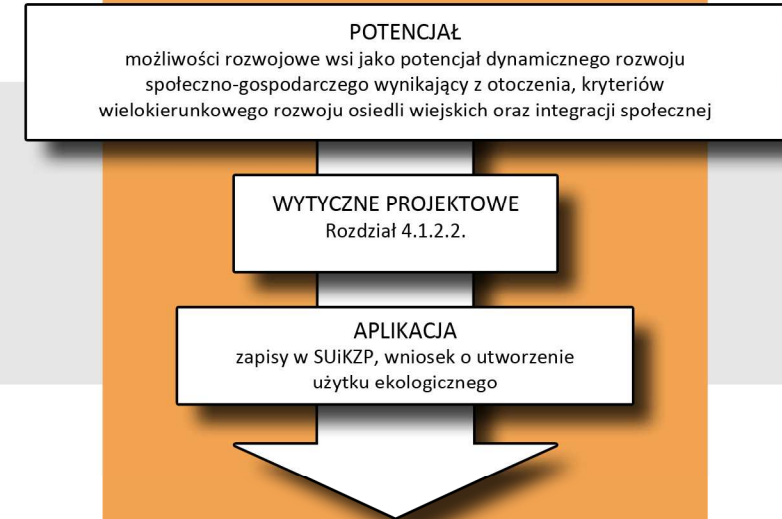 POTENCJAŁ
możliwości rozwojowe wsi jako potencjał dynamicznego rozwoju
społeczno-gospodarczego wynikający z otoczenia, kryteriów
wielokierunkowego rozwoju osiedli wiejskich oraz integracji społecznej
WYTYCZNE PROJEKTOWE
Rozdział 4.1.2.2.
APLIKACJA
zapisy w SUiKZP, wniosek o utworzenie
użytku ekologicznego